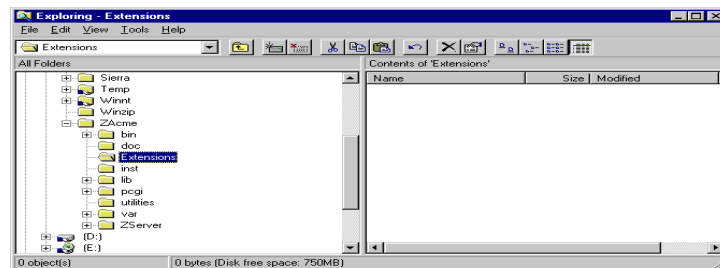 Exploring - Extensions
File Edit View Tools Help
Extensions
All Folders
Contents of 'Extensions'
Name Size Modified
Sierra
Temp
Winnt
Winzip
ZAcme
bin
doc
Extensions
inst
lib
pcgi
utilities
var
ZServer
(D:)
(E:)
0 object(s) 0 bytes (Disk free space: 750MB)